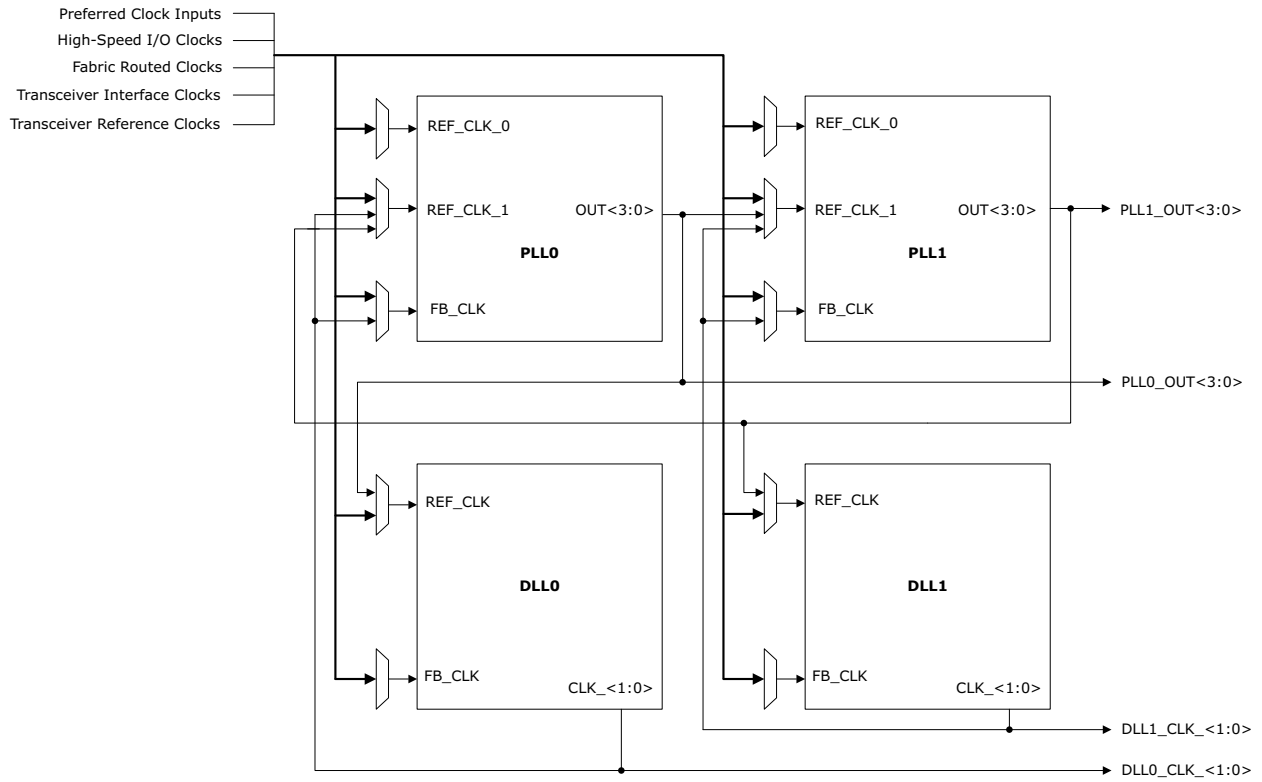 Preferred Clock Inputs
High-Speed I/O Clocks
Fabric Routed Clocks
Transceiver Interface Clocks
Transceiver Reference Clocks
REF_CLK_0
REF_CLK_1
OUT<3:0>
PLL0
FB_CLK
REF_CLK_0
REF_CLK_1
OUT<3:0>
PLL1
FB_CLK
PLL1_OUT<3:0>
PLL0_OUT<3:0>
REF_CLK
DLL0
FB_CLK
CLK_<1:0>
REF_CLK
DLL1
FB_CLK
CLK_<1:0>
DLL1_CLK_<1:0>
DLL0_CLK_<1:0>